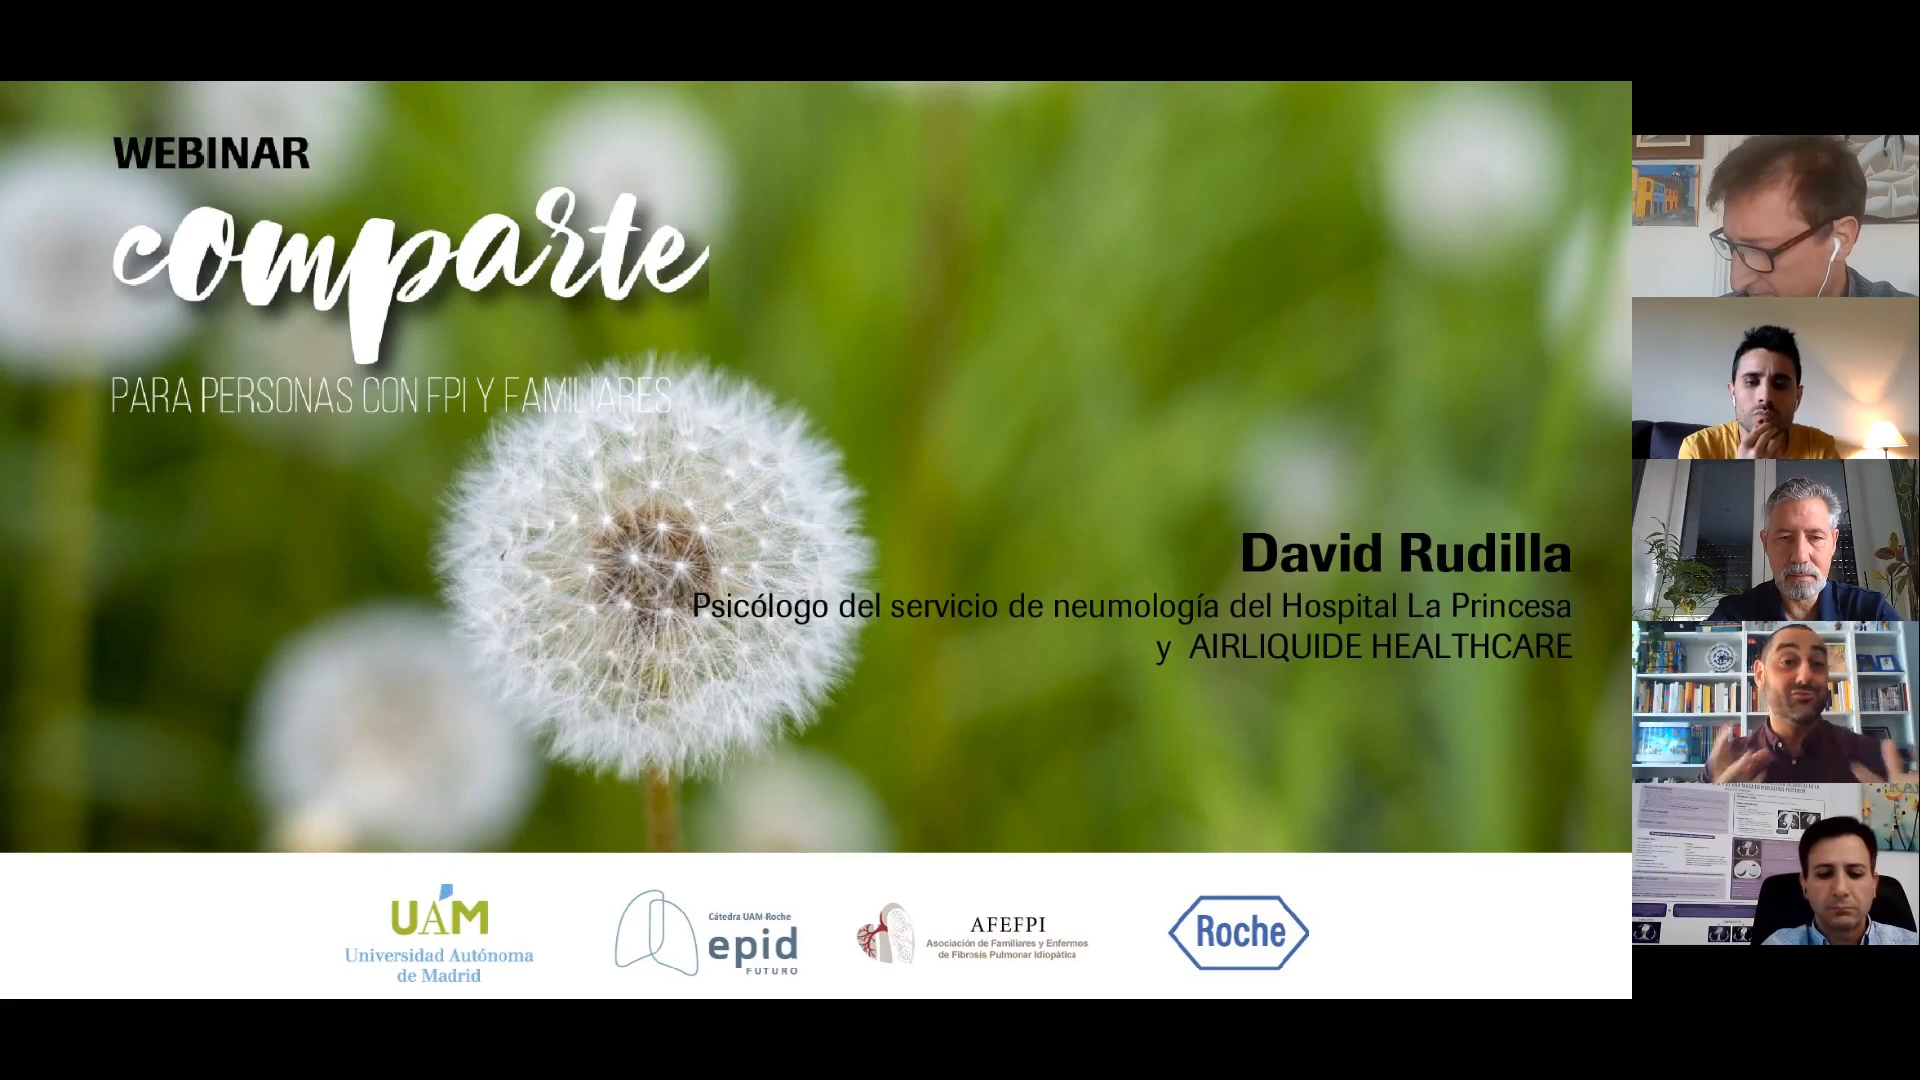 WEBINAR
comparte
PARA PERSONAS CON FPI Y FAMILIARES
David Rudilla
Psicólogo del servicio de neumología del Hospital La Princesa
y AIRLIQUIDE HEALTHCARE
UAM
Universidad Autónoma
de Madrid
Cátedra UAM-Roche
epid
FUTURO
AFEFPI
Asociación de Familiares y Enfermos
de Fibrosis Pulmonar Idiopática
Roche